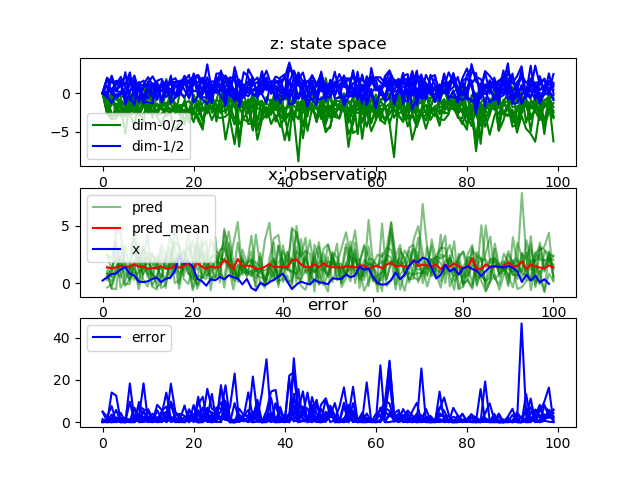 z: state space
0
−5
dim-0/2
dim-1/2
0 20 40 60 80 100
x: observation
5
0
pred
pred_mean
x
0 20 40 60 80 100
error
40
20
0
error
0 20 40 60 80 100